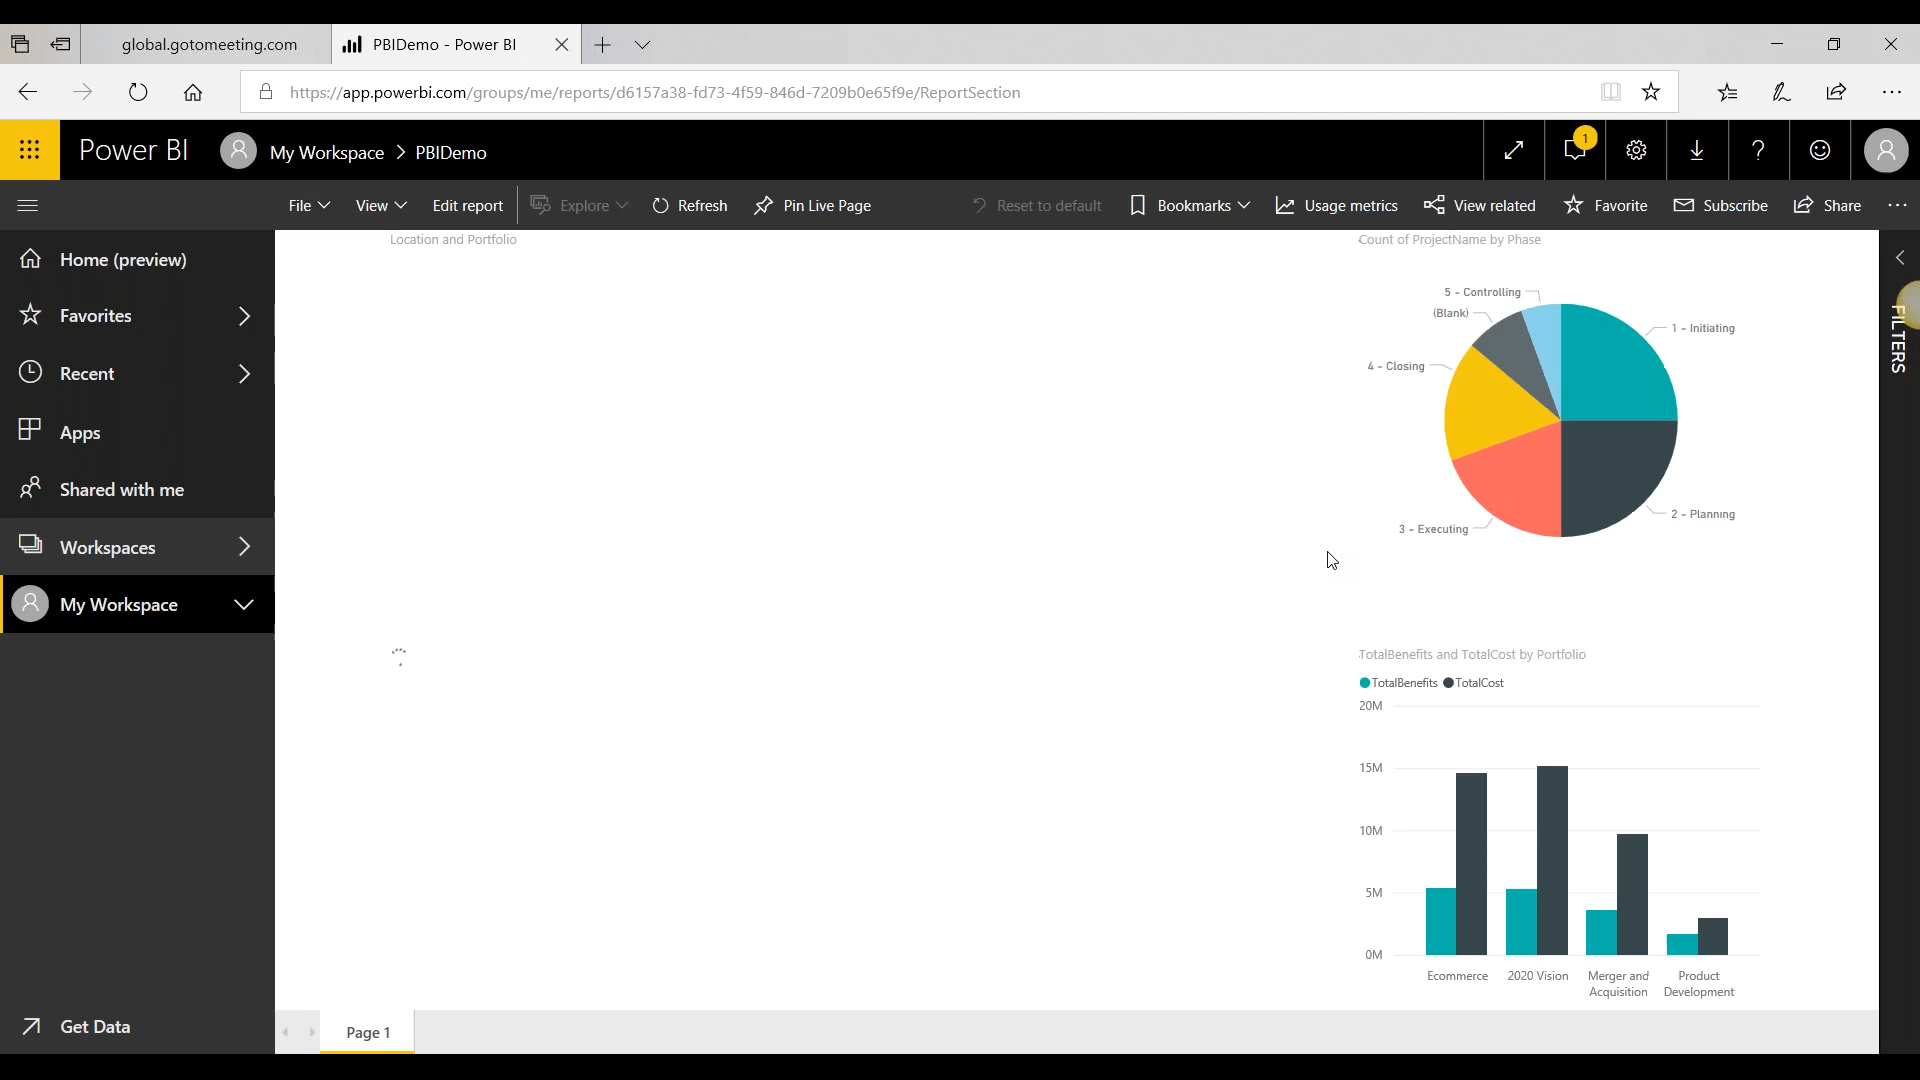 global.gotomeeting.com
PBIDemo - Power BI
https://app.powerbi.com/groups/me/reports/d6157a38-fd73-4f59-846d-7209b0e65f9e/ReportSection
Power BI
My Workspace > PBIDemo
1
?
File
View
Edit report
Explore
Refresh
Pin Live Page
Reset to default
Bookmarks
Usage metrics
View related
Favorite
Subscribe
Share
Home (preview)
Favorites
Recent
Apps
Shared with me
Workspaces
My Workspace
Get Data
Location and Portfolio
Count of ProjectName by Phase
5 - Controlling
(Blank)
1 - Initiating
4 - Closing
2 - Planning
3 - Executing
FILTERS
TotalBenefits and TotalCost by Portfolio
TotalBenefits TotalCost
20M
15M
10M
5M
0M
Ecommerce
2020 Vision
Merger and
Acquisition
Product
Development
Page 1